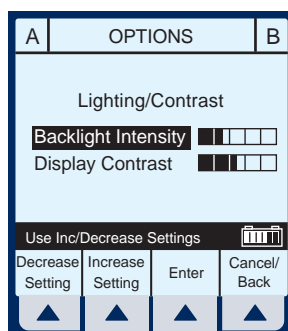 A OPTIONS B
Lighting/Contrast
Backlight Intensity
Display Contrast
Use Inc/Decrease Settings
Decrease Setting
Increase Setting
Enter
Cancel/ Back